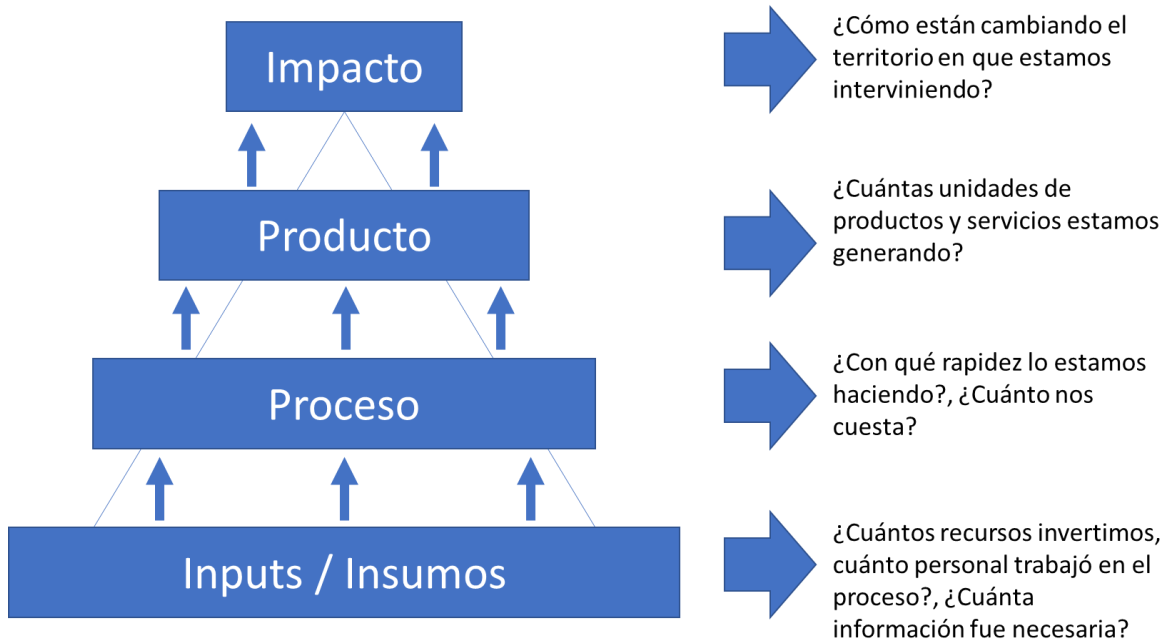 Impacto
¿Cómo están cambiando el
territorio en que estamos
interviniendo?
Producto
¿Cuántas unidades de
productos y servicios estamos
generando?
Proceso
¿Con qué rapidez lo estamos
haciendo?, ¿Cuánto nos
cuesta?
Inputs / Insumos
¿Cuántos recursos invertimos,
cuánto personal trabajó en el
proceso?, ¿Cuánta
información fue necesaria?